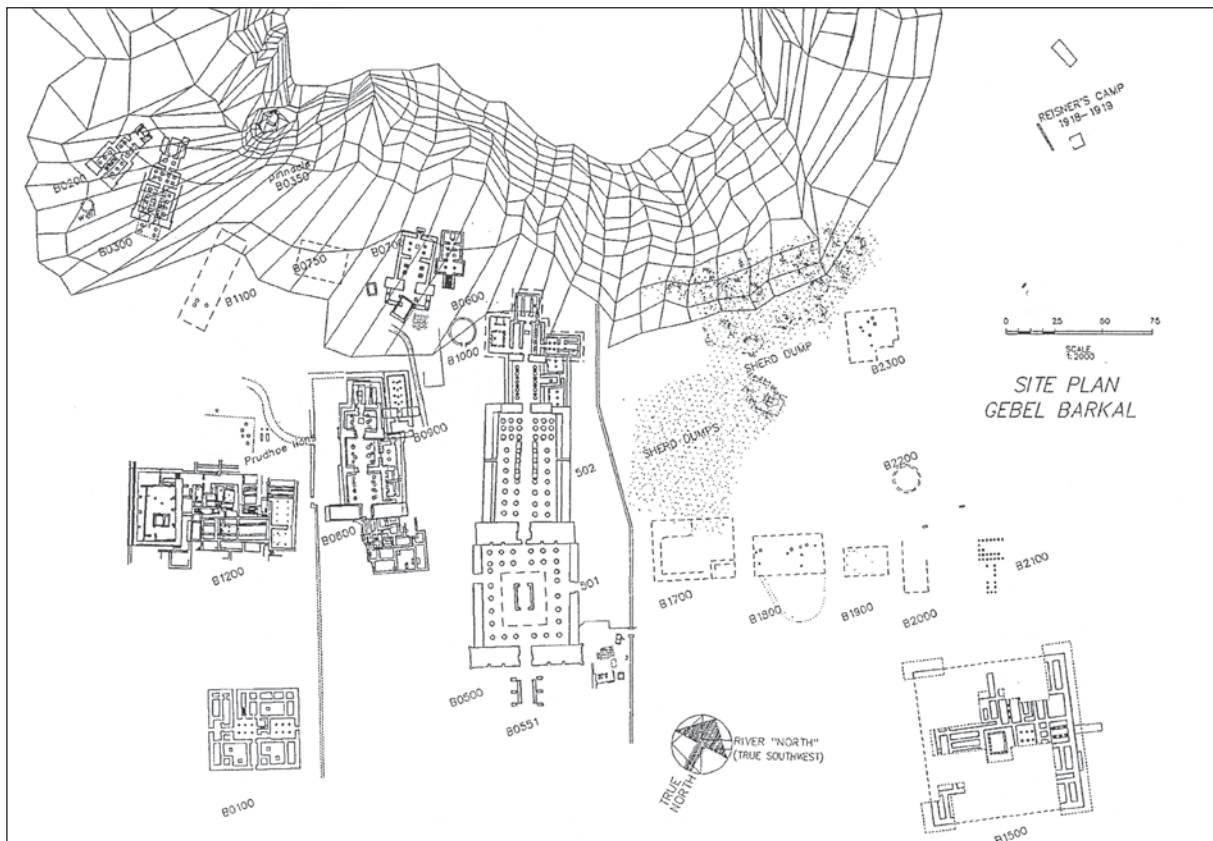 REISNER'S CAMP
1918-1919
B0200
Pinnacle
B0350
Well
B0300
B0700
B0750
B1100
B0600
B1000
B2300
0 25 50 75
SCALE
1:2000
SHERD DUMP
SITE PLAN
GEBEL BARKAL
B0900
SHERD DUMPS
502
B2200
B0800
B1200
501
B2100
B1700
B1800
B1900
B2000
B0500
B0551
RIVER "NORTH"
(TRUE SOUTHWEST)
TRUE
NORTH
B0100
B1500